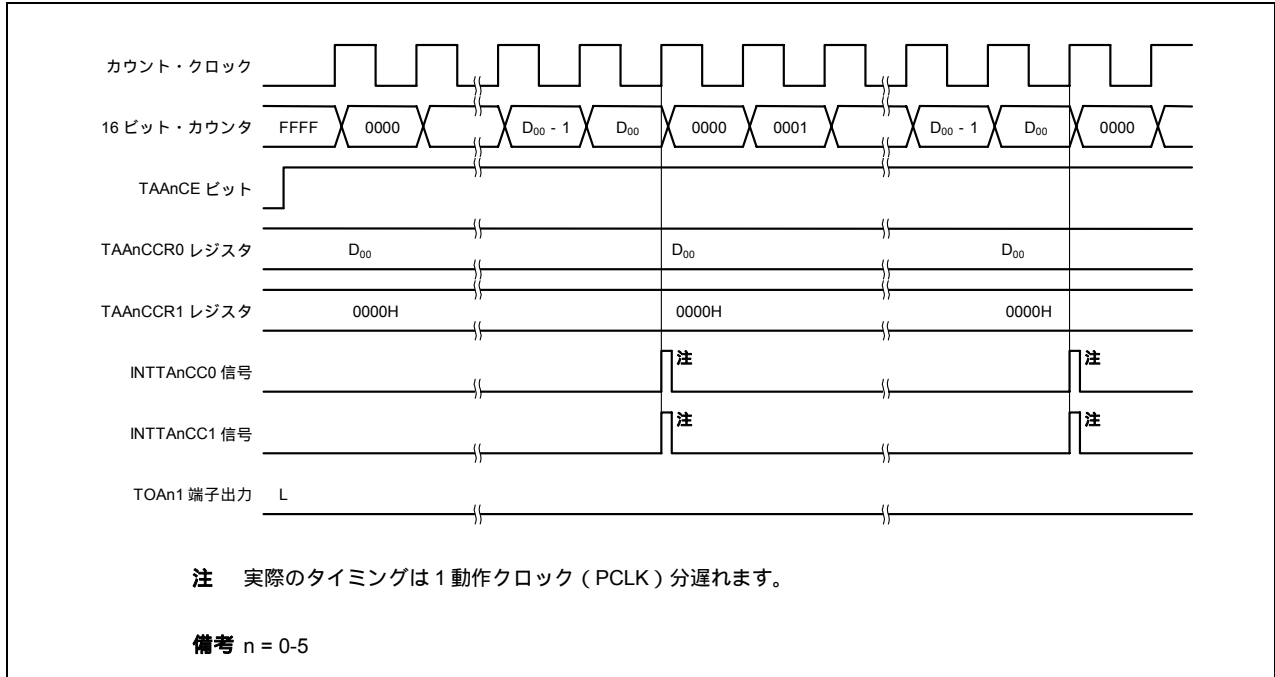 カウント・クロック
16 ビット・カウンタ FFFF 0000 D₀₀ - 1 D₀₀ 0000 0001 D₀₀ - 1 D₀₀ 0000
TAAnCE ビット
TAAnCCR0 レジスタ D₀₀ D₀₀ D₀₀
TAAnCCR1 レジスタ 0000H 0000H 0000H
INTTAnCC0 信号 注 注
INTTAnCC1 信号 注 注
TOAn1 端子出力 L
注 実際のタイミングは 1 動作クロック ( PCLK ) 分遅れます。
備考 n = 0-5